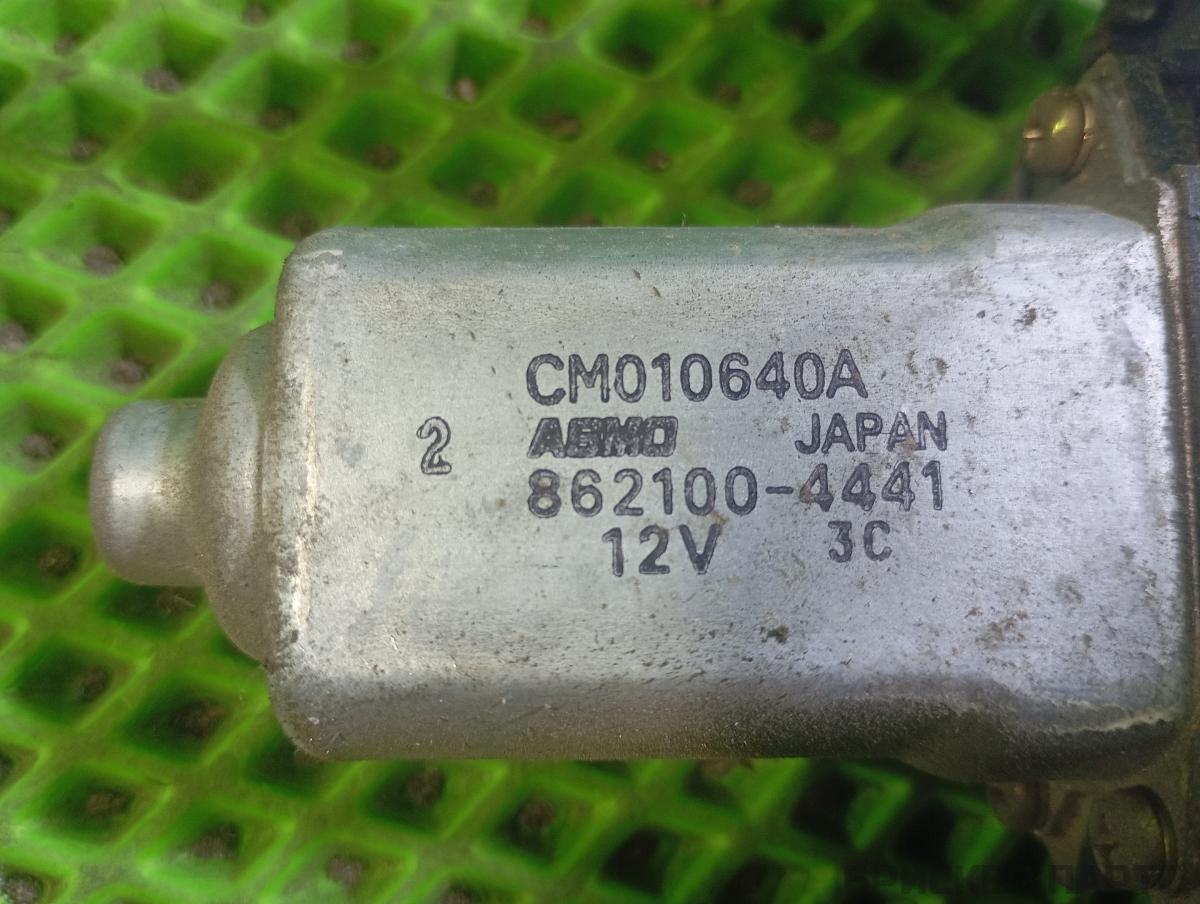 CM010640A
2 ASMO JAPAN
862100-4441
12V 3C